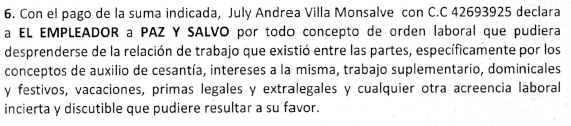 6. Con el pago de la suma indicada, July Andrea Villa Monsalve con C.C 42693925 declara
a EL EMPLEADOR a PAZ Y SALVO por todo concepto de orden laboral que pudiera
desprenderse de la relación de trabajo que existió entre las partes, específicamente por los
conceptos de auxilio de cesantía, intereses a la misma, trabajo suplementario, dominicales
y festivos, vacaciones, primas legales y extralegales y cualquier otra acreencia laboral
incierta y discutible que pudiere resultar a su favor.